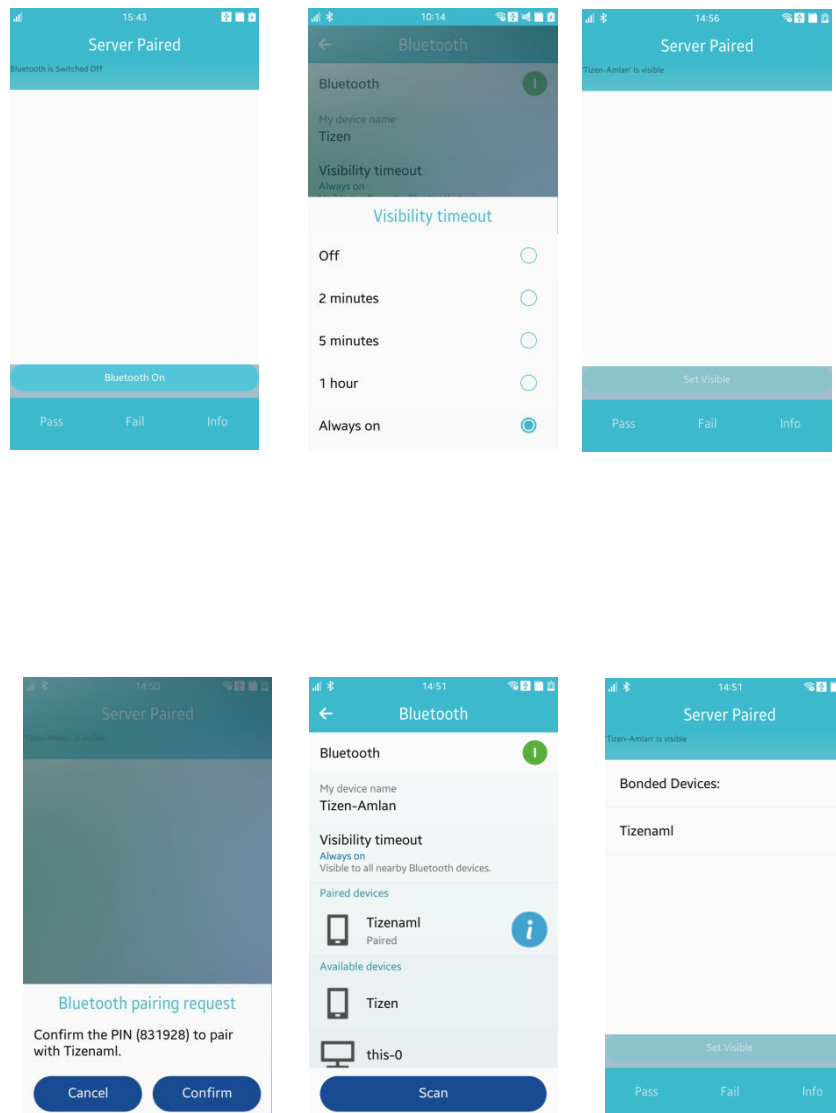 15:43
Server Paired
Bluetooth is Switched Off
Bluetooth On
Pass Fail Info
10:14
Bluetooth
Bluetooth
My device name
Tizen
Visibility timeout
Always on
Visibility timeout
Off
2 minutes
5 minutes
1 hour
Always on
14:56
Server Paired
'Tizen-Amlan' is visible
Set Visible
Pass Fail Info
14:50
Server Paired
'Tizen-Amlan' is visible
Bluetooth pairing request
Confirm the PIN (831928) to pair
with Tizenaml.
Cancel Confirm
14:51
Bluetooth
Bluetooth
My device name
Tizen-Amlan
Visibility timeout
Always on
Visible to all nearby Bluetooth devices.
Paired devices
Tizenaml
Paired
Available devices
Tizen
this-0
Scan
14:51
Server Paired
'Tizen-Amlan' is visible
Bonded Devices:
Tizenaml
Set Visible
Pass Fail Info